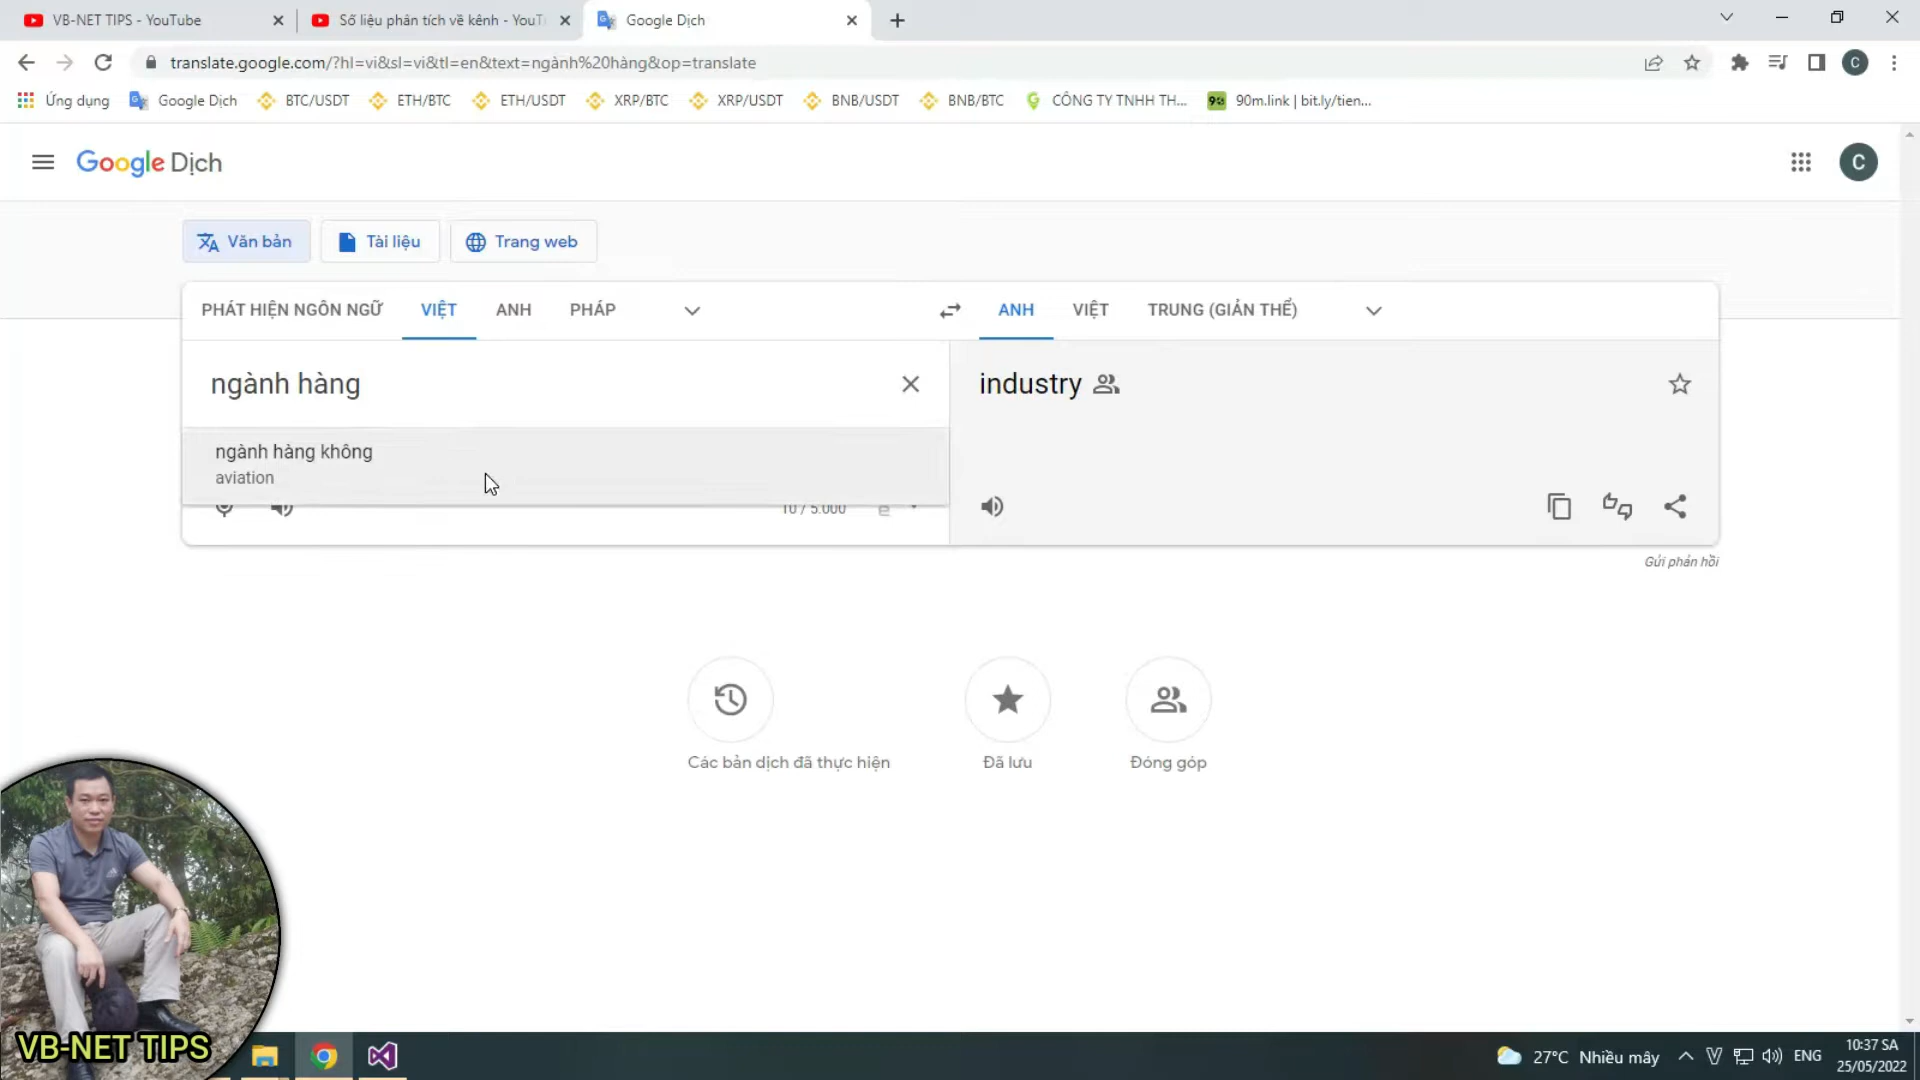 VB-NET TIPS - YouTube
Số liệu phân tích về kênh - YouT
Google Dịch
translate.google.com/?hl=vi&sl=vi&tl=en&text=ngành%20hàng&op=translate
C
Ứng dụng
Google Dịch
BTC/USDT
ETH/BTC
ETH/USDT
XRP/BTC
XRP/USDT
BNB/USDT
BNB/BTC
CÔNG TY TNHH TH...
90m.link | bit.ly/tien...
Google Dịch
C
Văn bản
Tài liệu
Trang web
PHÁT HIỆN NGÔN NGỮ
VIỆT
ANH
PHÁP
ANH
VIỆT
TRUNG (GIẢN THỂ)
ngành hàng
industry
ngành hàng không
aviation
10 / 5.000
Gửi phản hồi
Các bản dịch đã thực hiện
Đã lưu
Đóng góp
VB-NET TIPS
27°C Nhiều mây
ENG
10:37 SA
25/05/2022